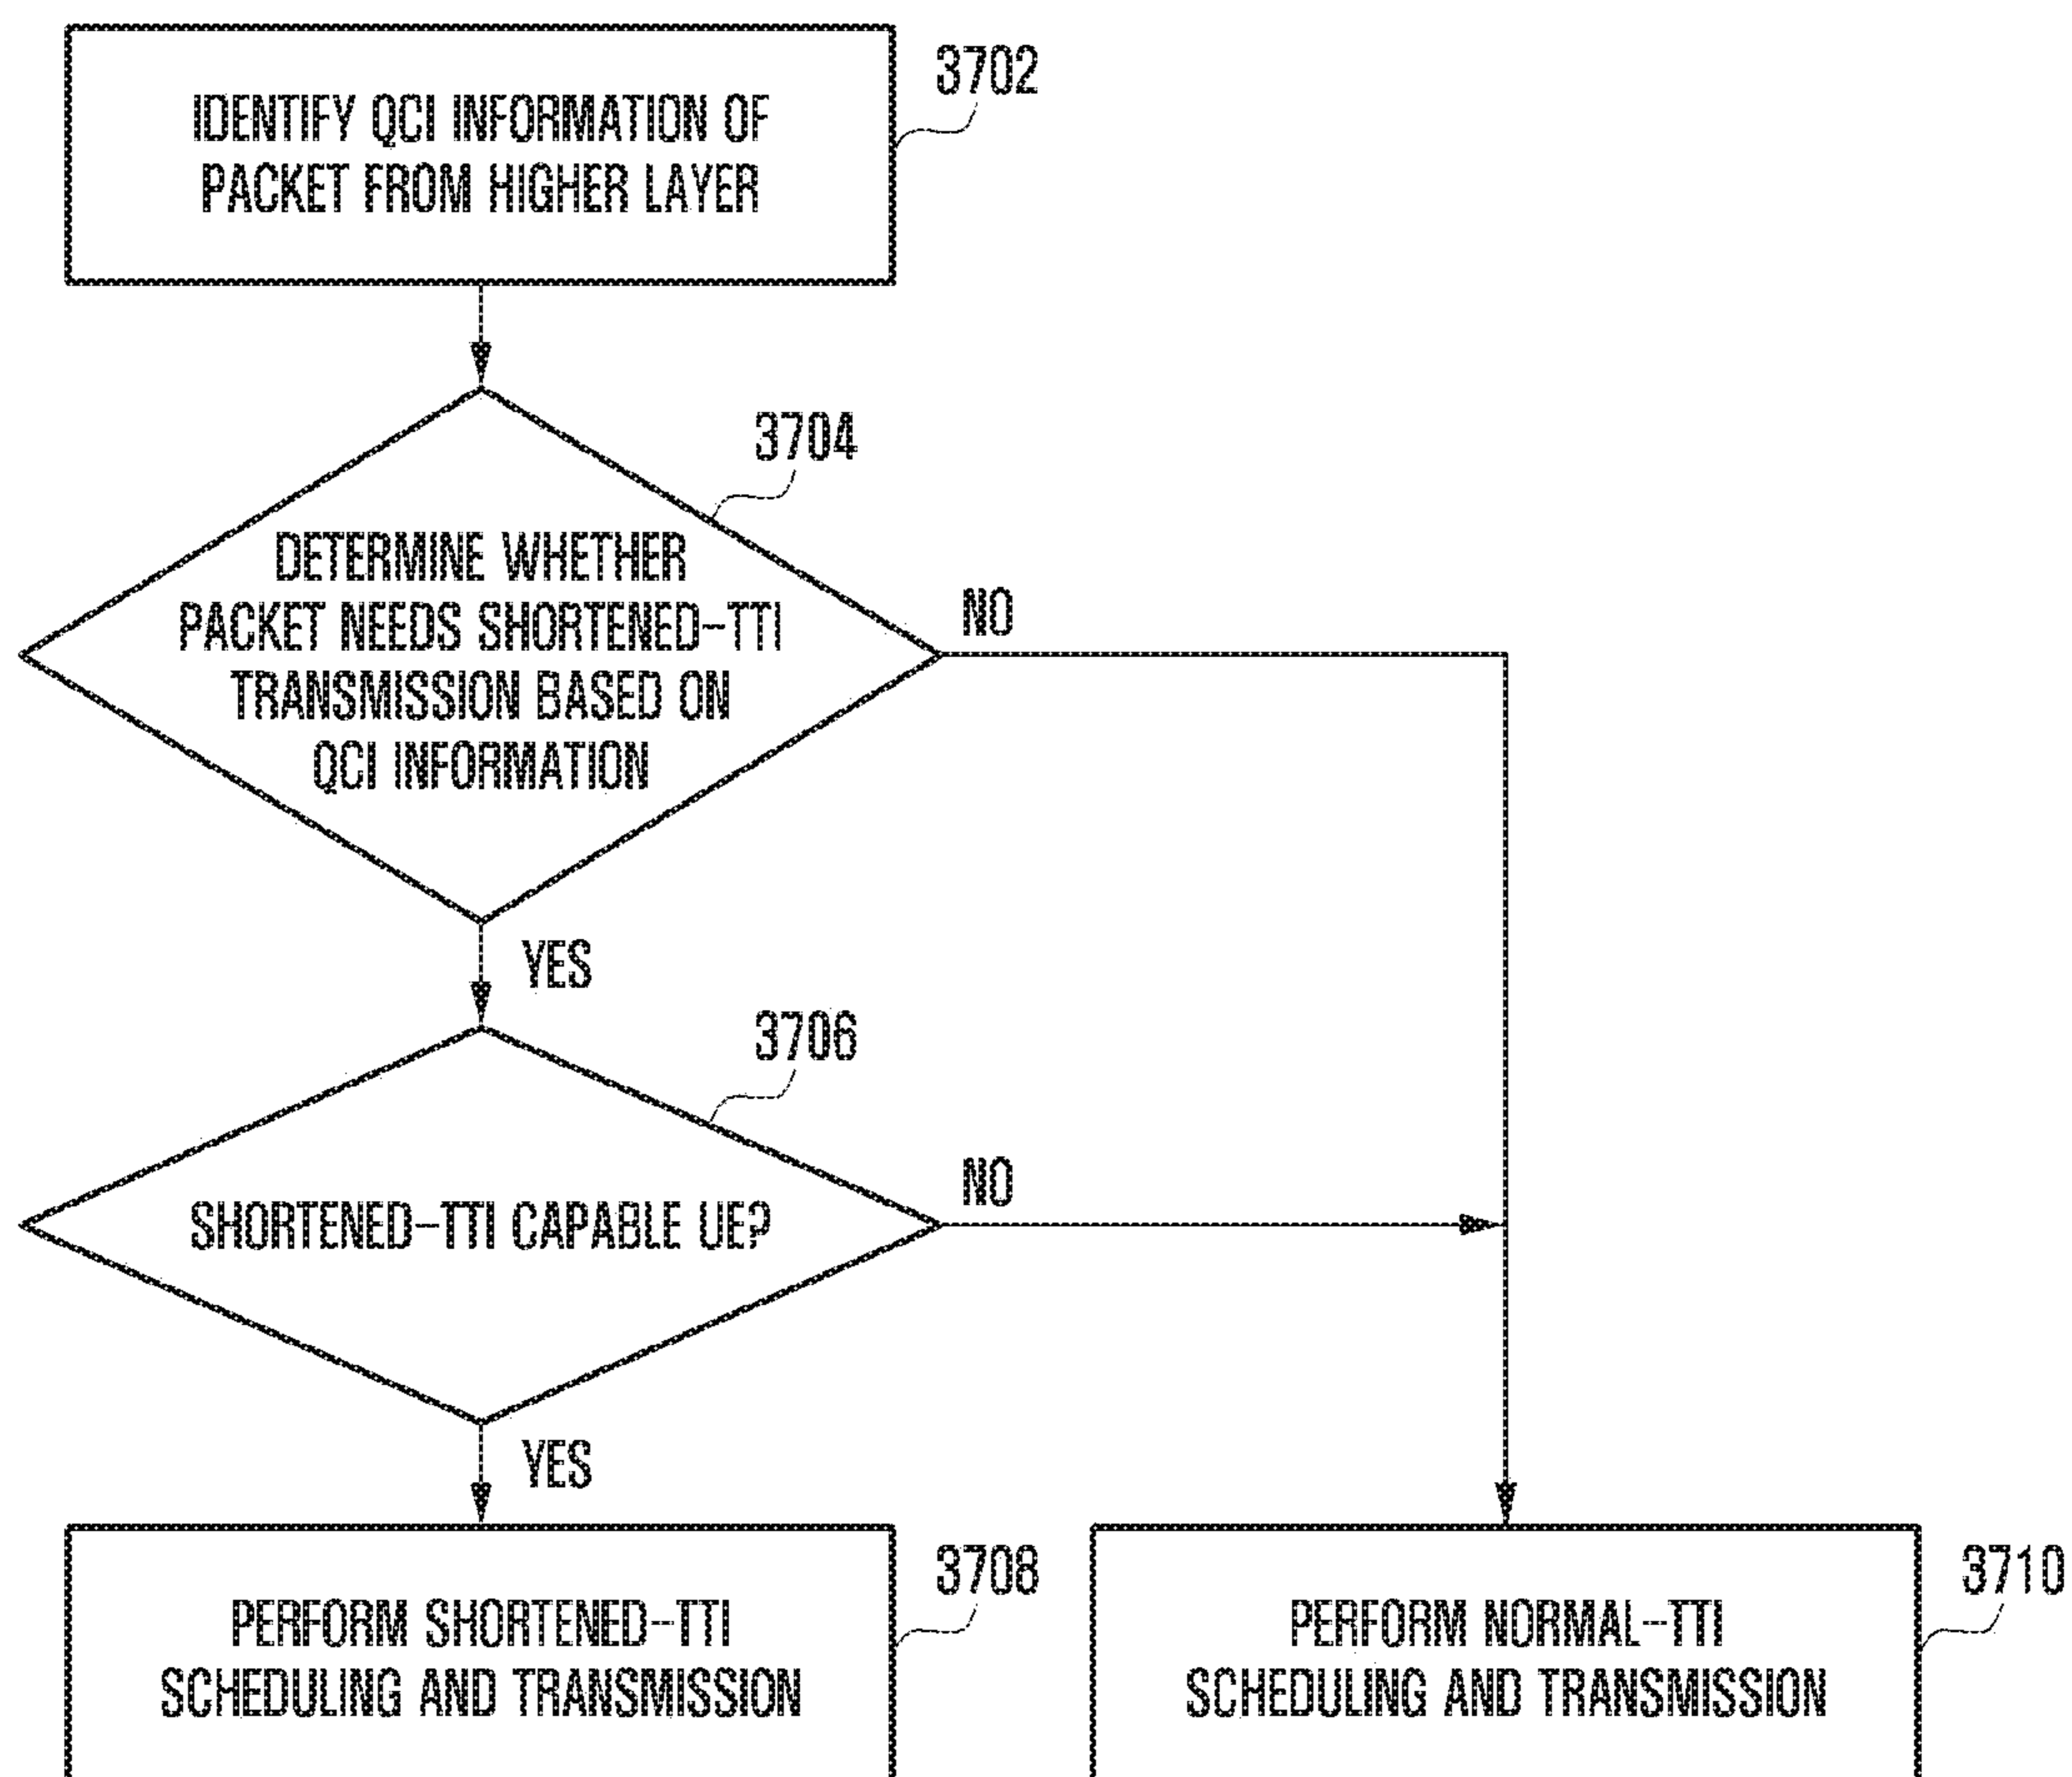 3702
IDENTIFY QCI INFORMATION OF
PACKET FROM HIGHER LAYER
3704
DETERMINE WHETHER
PACKET NEEDS SHORTENED-TTI
TRANSMISSION BASED ON
QCI INFORMATION
NO
YES
3706
SHORTENED-TTI CAPABLE UE?
NO
YES
3708
PERFORM SHORTENED-TTI
SCHEDULING AND TRANSMISSION
3710
PERFORM NORMAL-TTI
SCHEDULING AND TRANSMISSION